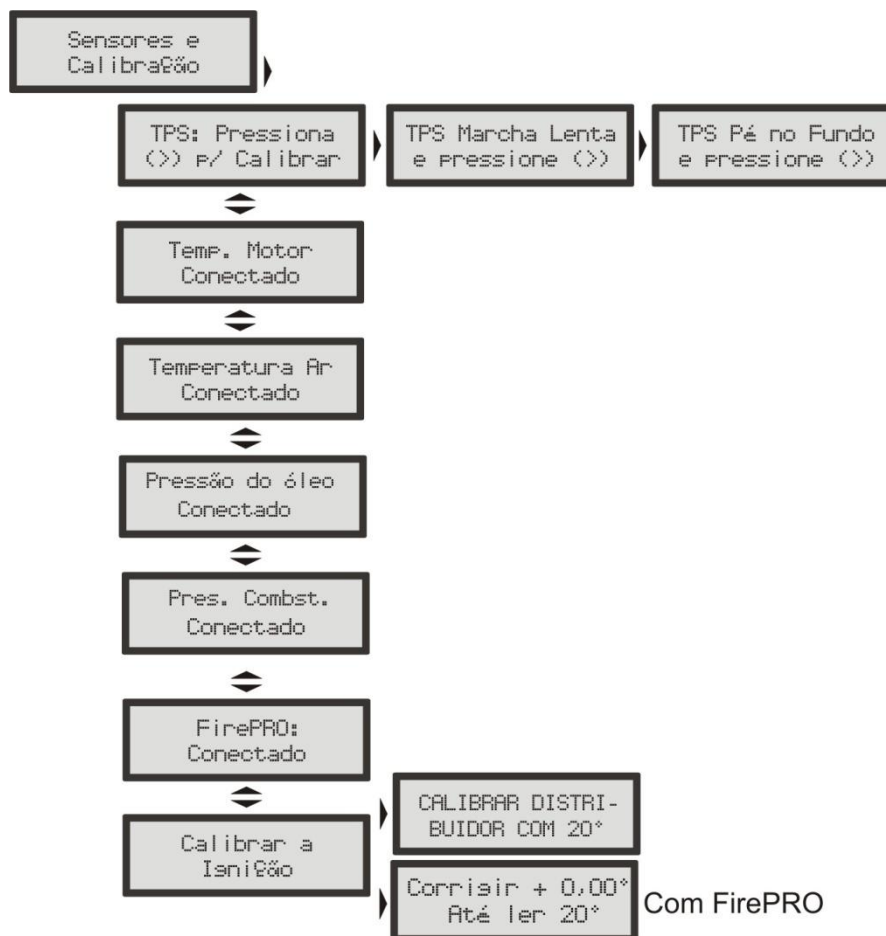 Sensores e
Calibração
TPS: Pressiona
(>) p/ Calibrar
TPS Marcha Lenta
e pressione (>)
TPS Pé no Fundo
e pressione (>)
Temp. Motor
Conectado
Temperatura Ar
Conectado
Pressão do óleo
Conectado
Pres. Combst.
Conectado
FirePRO:
Conectado
Calibrar a
Ignição
CALIBRAR DISTRI-
BUIDOR COM 20°
Corrigir + 0,00°
Até ler 20°
Com FirePRO